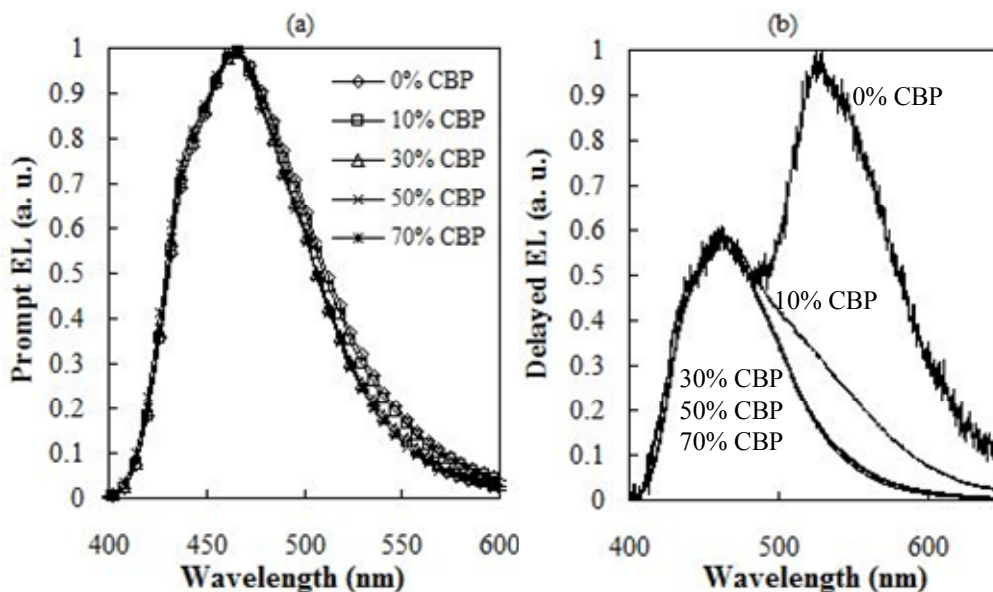 (a)
Prompt EL (a. u.)
1
0.9
0.8
0.7
0.6
0.5
0.4
0.3
0.2
0.1
0
0% CBP
10% CBP
30% CBP
50% CBP
70% CBP
400 450 500 550 600
Wavelength (nm)
(b)
Delayed EL (a. u.)
1
0.9
0.8
0.7
0.6
0.5
0.4
0.3
0.2
0.1
0
0% CBP
10% CBP
30% CBP
50% CBP
70% CBP
400 500 600
Wavelength (nm)